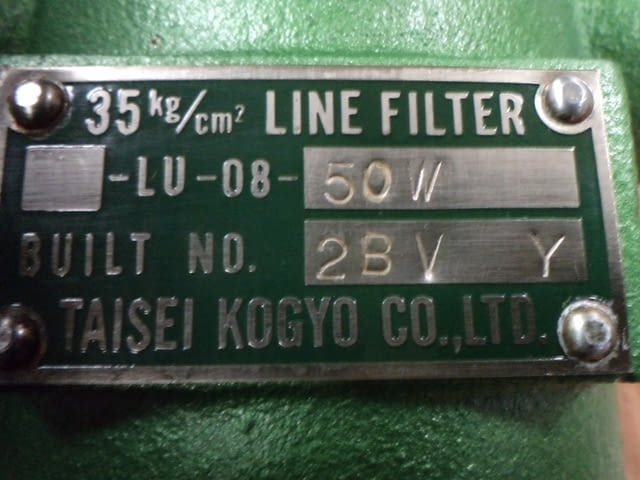 35kg/cm² LINE FILTER
-LU-08-50W
BUILT NO. 2BV Y
TAISEI KOGYO CO.,LTD.